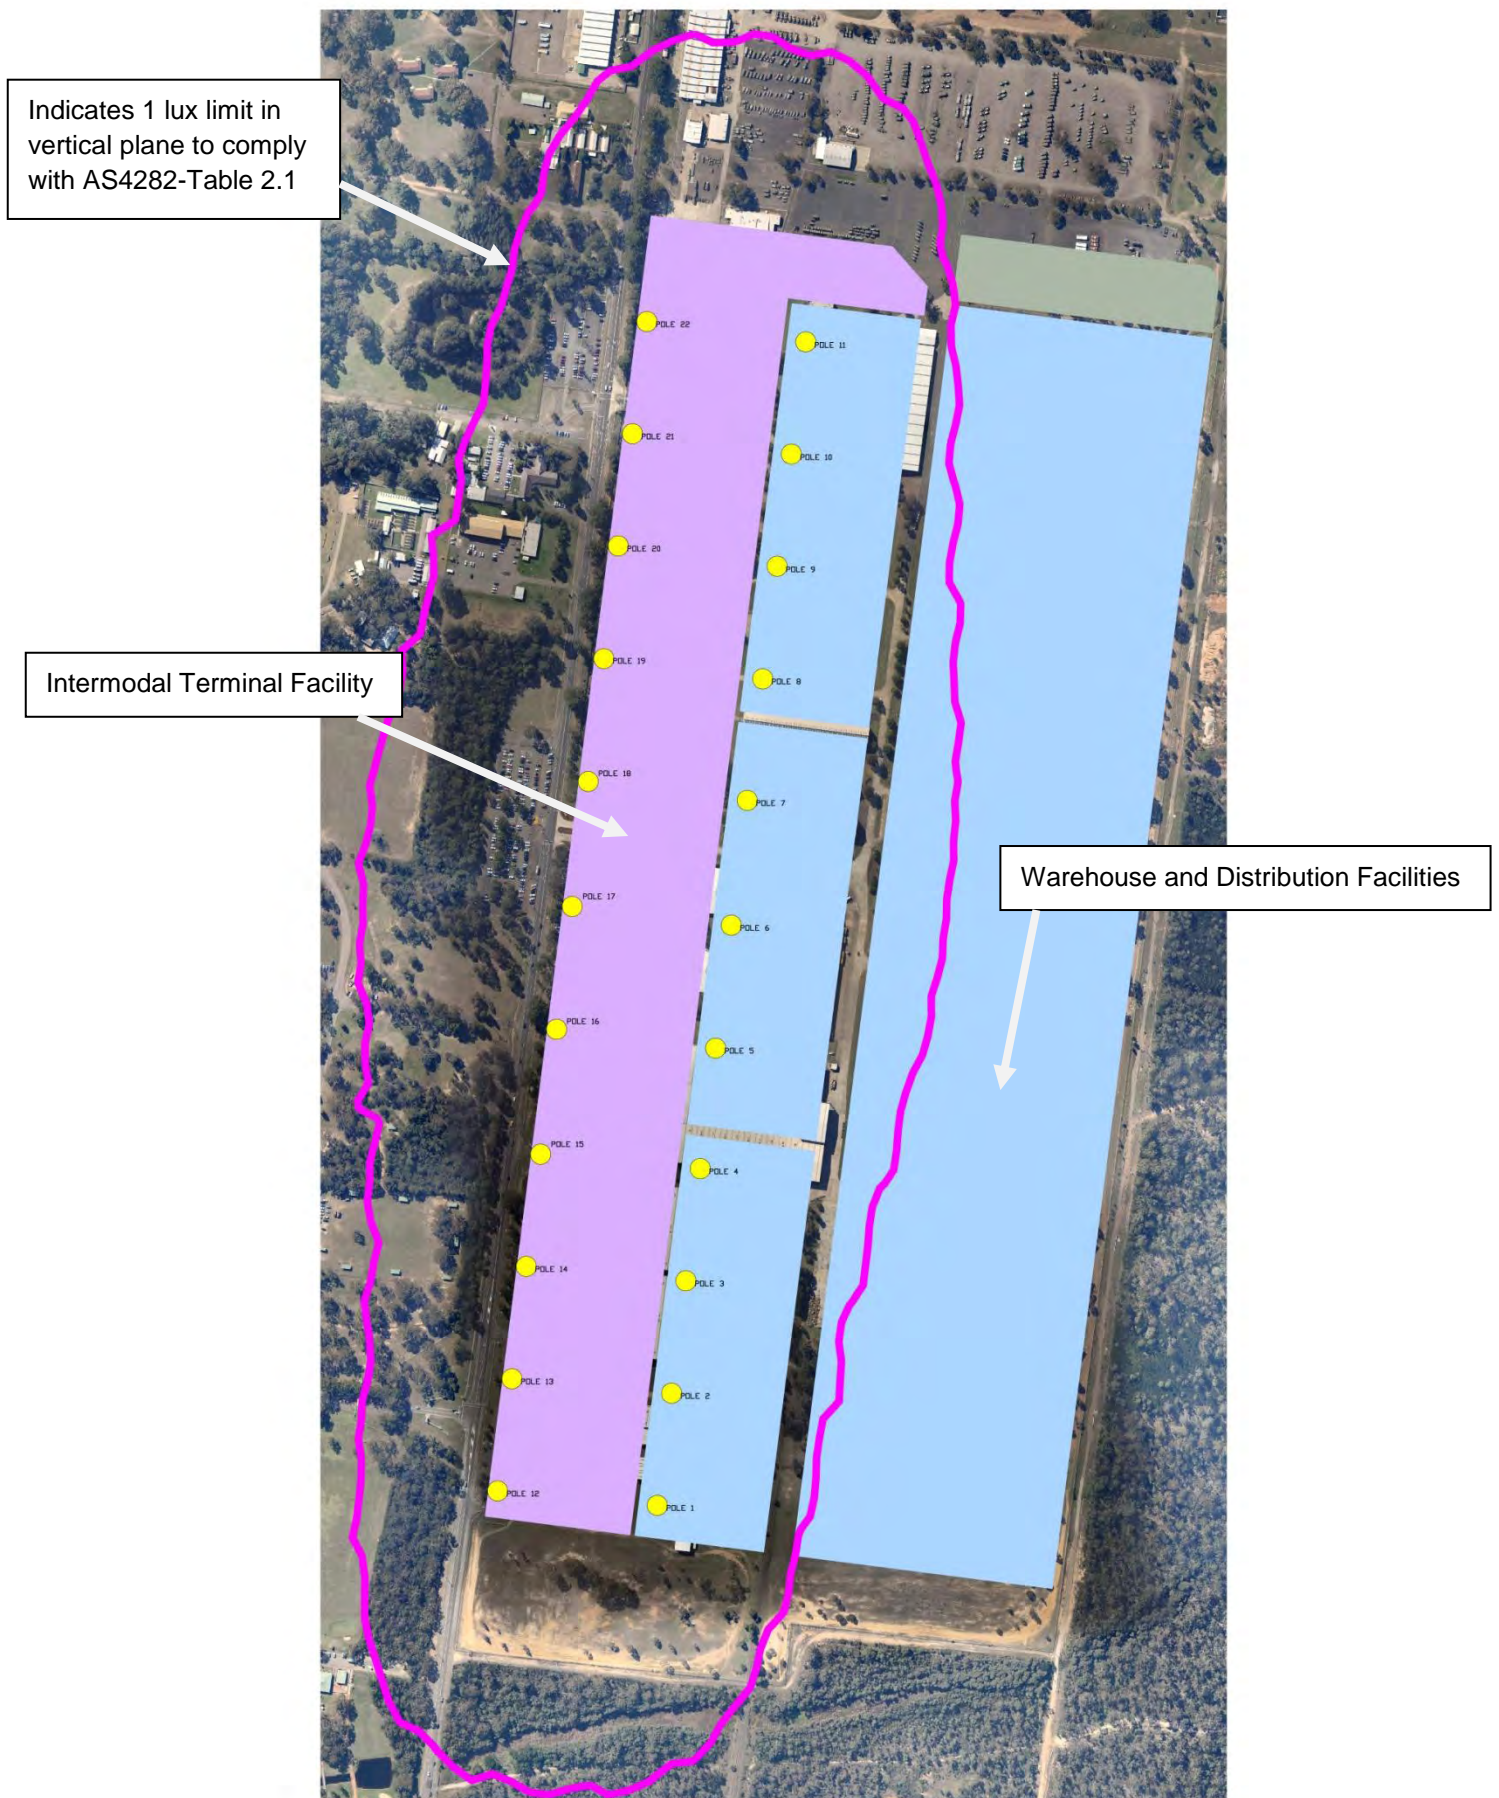 Indicates 1 lux limit in
vertical plane to comply
with AS4282-Table 2.1
POLE 22
POLE 11
POLE 21
POLE 10
POLE 20
POLE 9
POLE 19
Intermodal Terminal Facility
POLE 8
POLE 18
POLE 7
Warehouse and Distribution Facilities
POLE 17
POLE 6
POLE 16
POLE 5
POLE 15
POLE 4
POLE 14
POLE 3
POLE 13
POLE 2
POLE 12
POLE 1